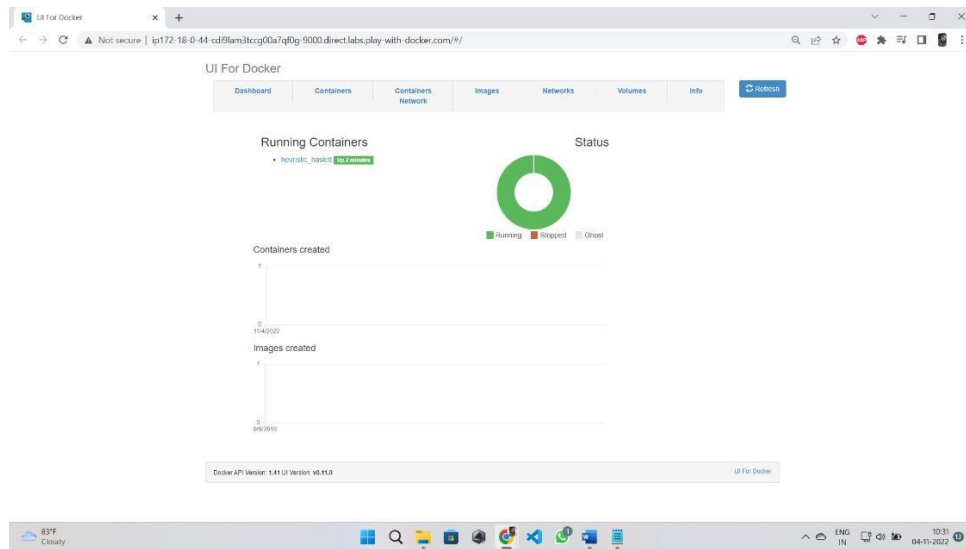 UI For Docker
Not secure | ip172-18-0-44-cdi9lam3tccg00a7qf0g-9000.direct.labs.play-with-docker.com/#/
UI For Docker
Dashboard Containers Containers Network Images Networks Volumes Info Refresh
Running Containers
heuristic_haslett Up 2 minutes
Status
Running Stopped Ghost
Containers created
1
0
11/4/2022
Images created
1
0
Docker API Version: 1.41 UI Version: v0.11.0
UI For Docker
83°F
Cloudy
ENG
IN
10:31
04-11-2022